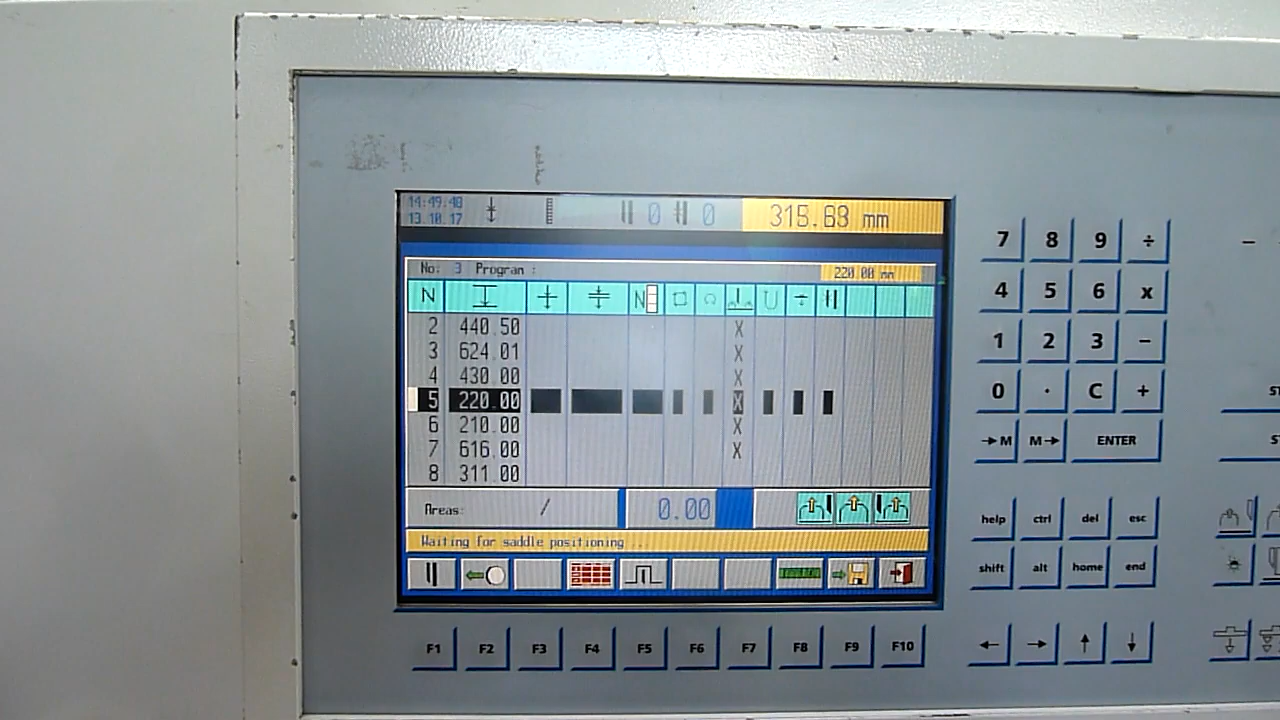 14:49:48
13.10.17
0 0
315.68 mm
No: 3 Program :
220.00 mm
N N
2 440.50 X
3 624.01 X
4 430.00 X
5 220.00 X
6 210.00 X
7 616.00 X
8 311.00
Areas: / 0.00
Waiting for saddle positioning ...
F1 F2 F3 F4 F5 F6 F7 F8 F9 F10
7 8 9 ÷
4 5 6 x
1 2 3 −
0 · C +
→M M→ ENTER
help ctrl del esc
shift alt home end
← → ↑ ↓
−
ST
ST